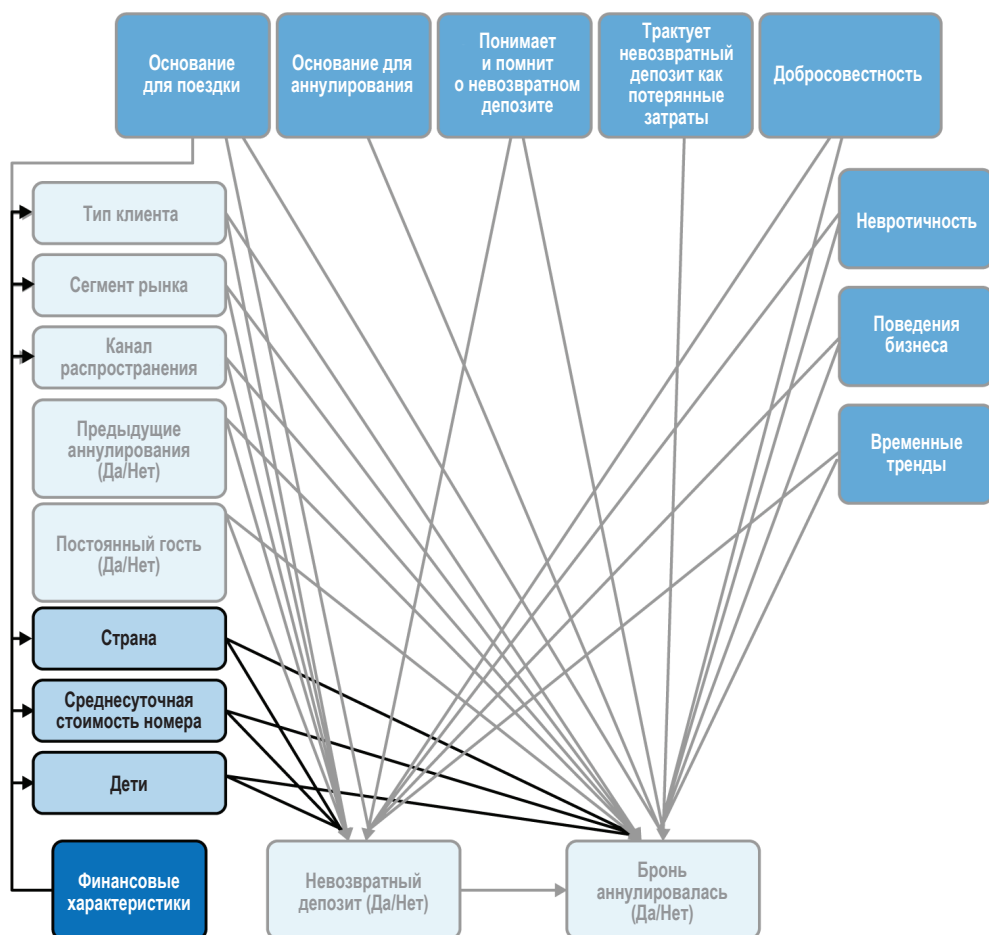 Основание
для поездки
Основание для
аннулирования
Понимает
и помнит
о невозвратном
депозите
Трактует
невозвратный
депозит как
потерянные
затраты
Добросовестность
Тип клиента
Сегмент рынка
Канал
распространения
Предыдущие
аннулирования
(Да/Нет)
Постоянный гость
(Да/Нет)
Страна
Среднесуточная
стоимость номера
Дети
Финансовые
характеристики
Невротичность
Поведения
бизнеса
Временные
тренды
Невозвратный
депозит (Да/Нет)
Бронь
аннулировалась
(Да/Нет)